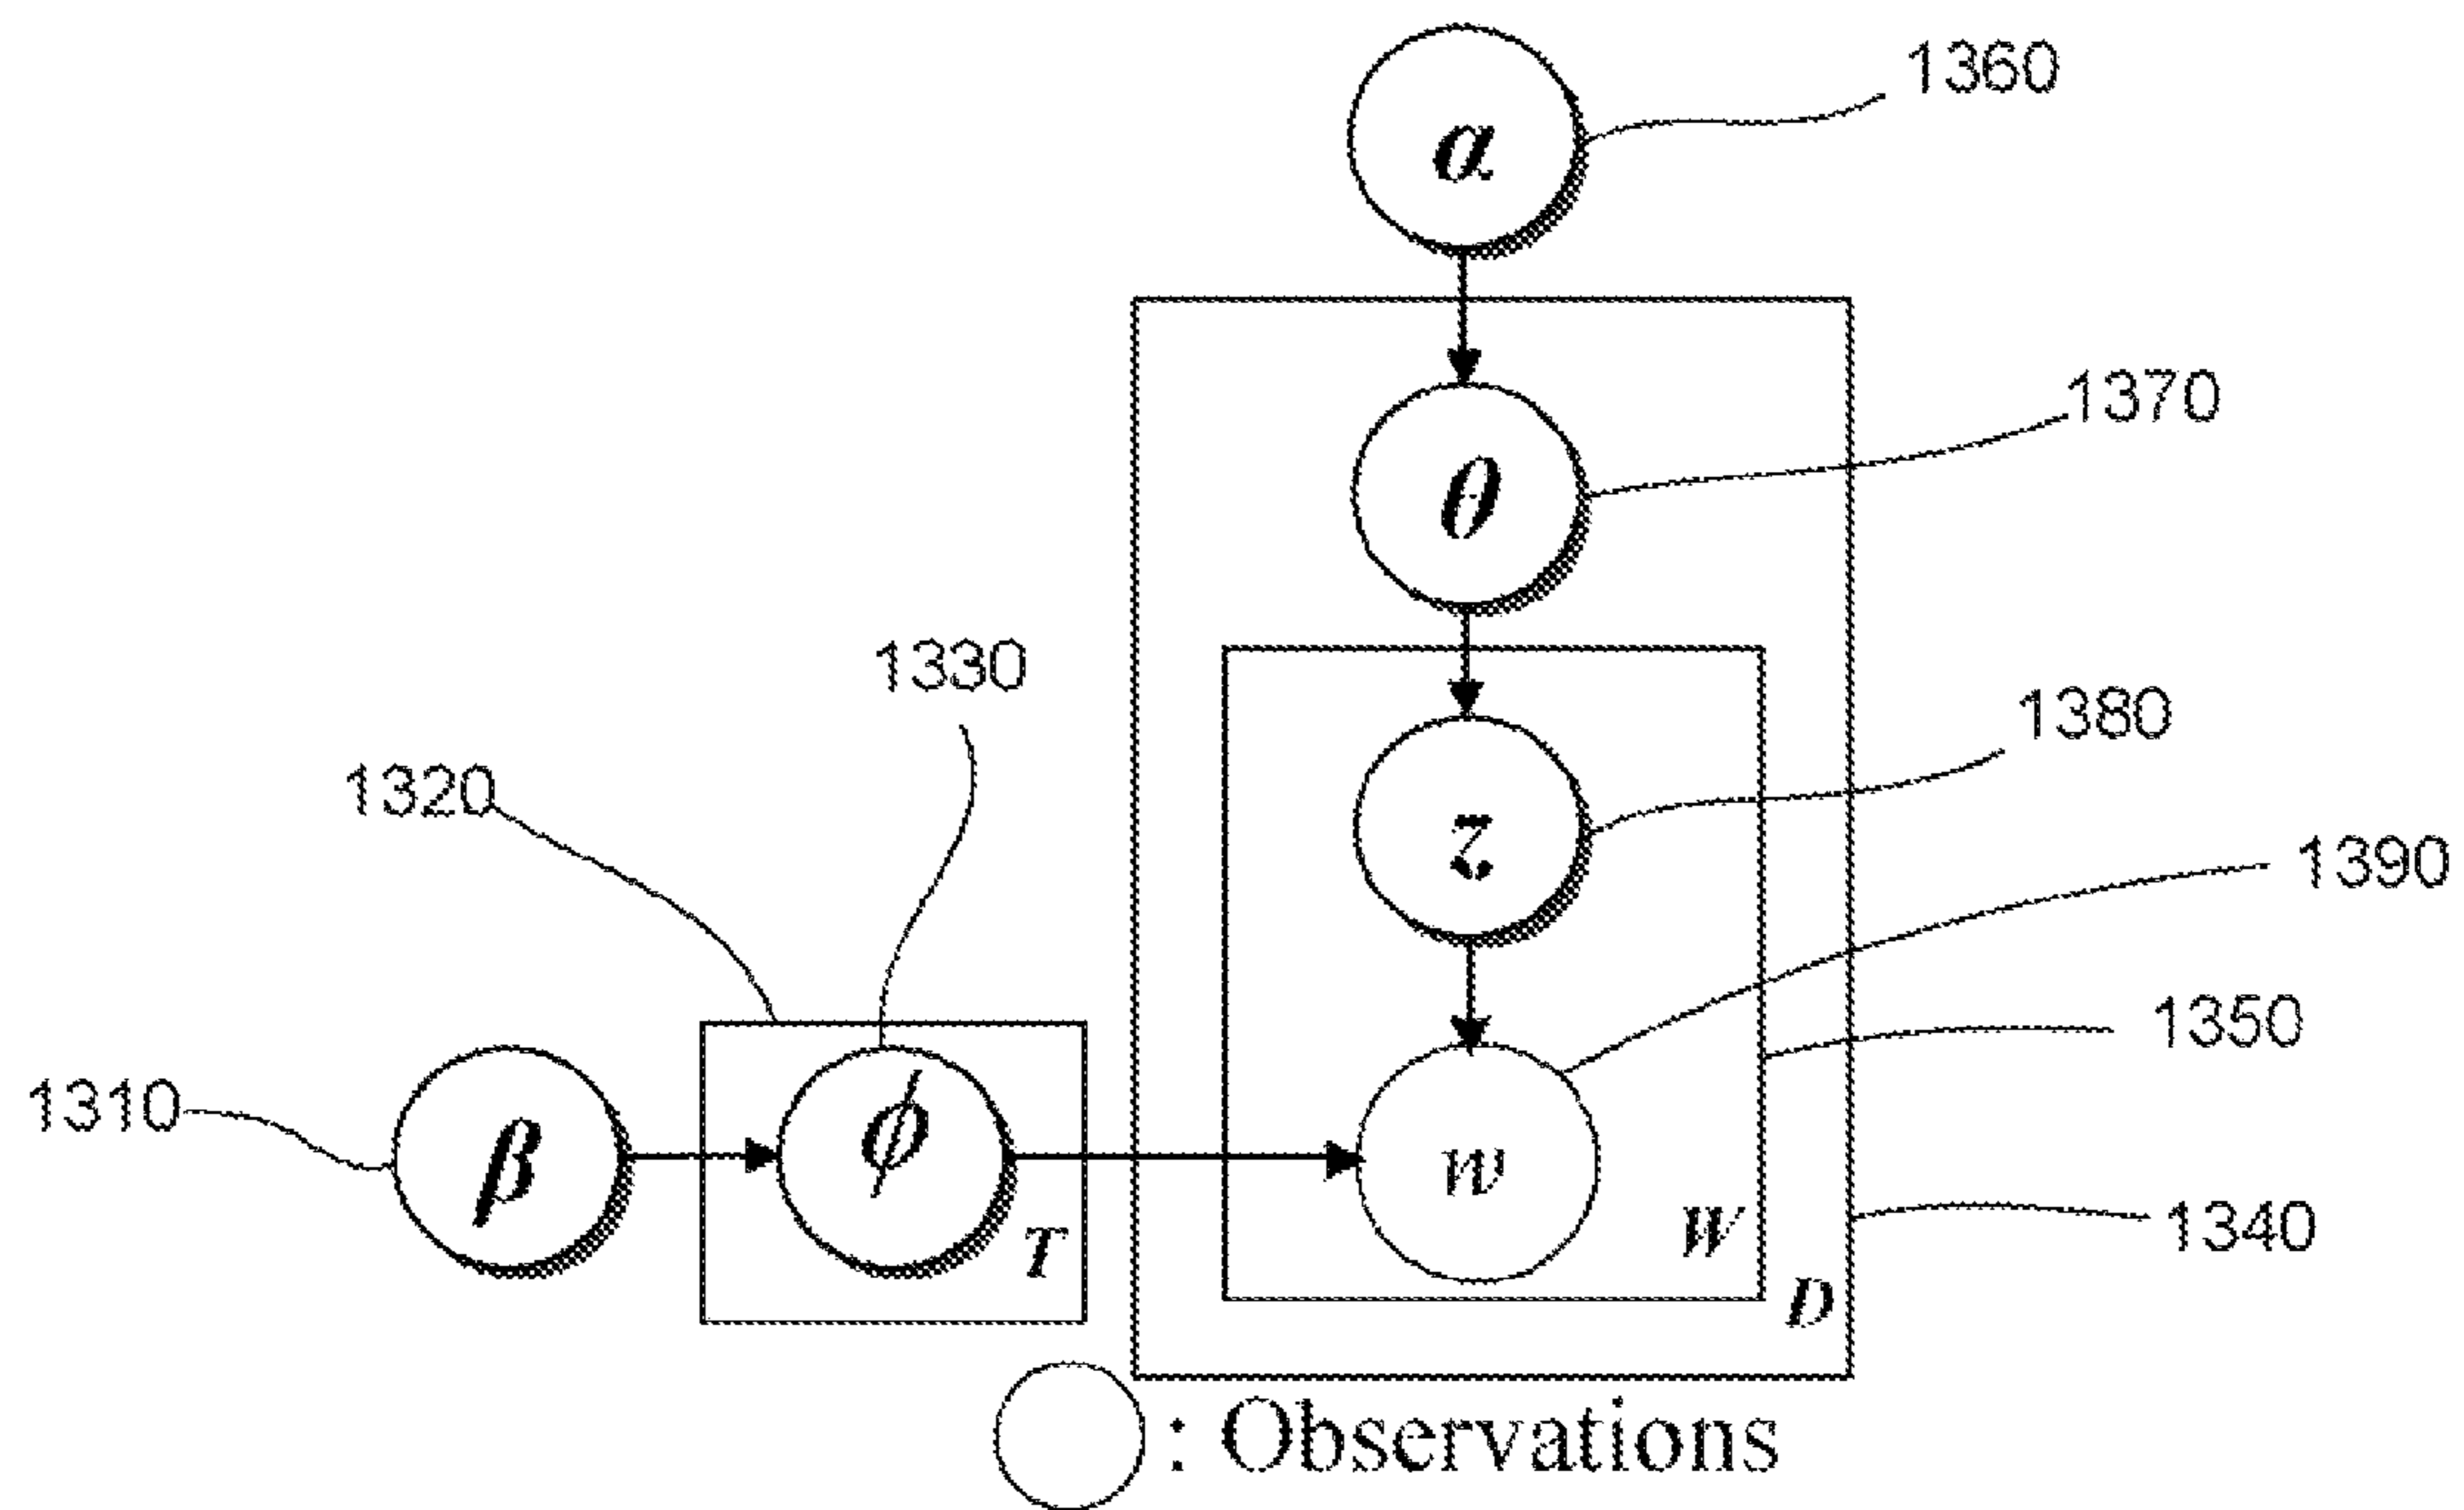 1360
α
1370
θ
1330
1380
1320
z
1390
1350
1310
β
ϕ
w
T
W
1340
D
: Observations